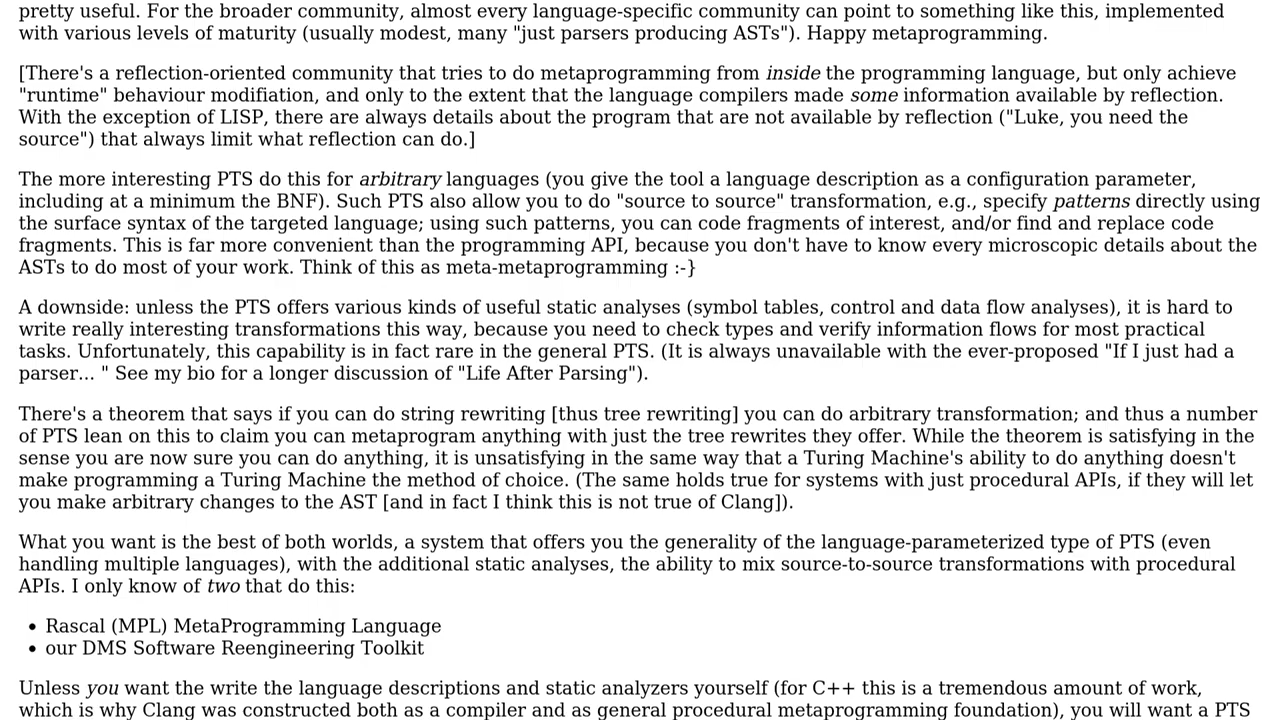 pretty useful. For the broader community, almost every language-specific community can point to something like this, implemented
with various levels of maturity (usually modest, many "just parsers producing ASTs"). Happy metaprogramming.
[There's a reflection-oriented community that tries to do metaprogramming from inside the programming language, but only achieve
"runtime" behaviour modifiation, and only to the extent that the language compilers made some information available by reflection.
With the exception of LISP, there are always details about the program that are not available by reflection ("Luke, you need the
source") that always limit what reflection can do.]
The more interesting PTS do this for arbitrary languages (you give the tool a language description as a configuration parameter,
including at a minimum the BNF). Such PTS also allow you to do "source to source" transformation, e.g., specify patterns directly using
the surface syntax of the targeted language; using such patterns, you can code fragments of interest, and/or find and replace code
fragments. This is far more convenient than the programming API, because you don't have to know every microscopic details about the
ASTs to do most of your work. Think of this as meta-metaprogramming :-}
A downside: unless the PTS offers various kinds of useful static analyses (symbol tables, control and data flow analyses), it is hard to
write really interesting transformations this way, because you need to check types and verify information flows for most practical
tasks. Unfortunately, this capability is in fact rare in the general PTS. (It is always unavailable with the ever-proposed "If I just had a
parser... " See my bio for a longer discussion of "Life After Parsing").
There's a theorem that says if you can do string rewriting [thus tree rewriting] you can do arbitrary transformation; and thus a number
of PTS lean on this to claim you can metaprogram anything with just the tree rewrites they offer. While the theorem is satisfying in the
sense you are now sure you can do anything, it is unsatisfying in the same way that a Turing Machine's ability to do anything doesn't
make programming a Turing Machine the method of choice. (The same holds true for systems with just procedural APIs, if they will let
you make arbitrary changes to the AST [and in fact I think this is not true of Clang]).
What you want is the best of both worlds, a system that offers you the generality of the language-parameterized type of PTS (even
handling multiple languages), with the additional static analyses, the ability to mix source-to-source transformations with procedural
APIs. I only know of two that do this:
• Rascal (MPL) MetaProgramming Language
• our DMS Software Reengineering Toolkit
Unless you want the write the language descriptions and static analyzers yourself (for C++ this is a tremendous amount of work,
which is why Clang was constructed both as a compiler and as general procedural metaprogramming foundation), you will want a PTS